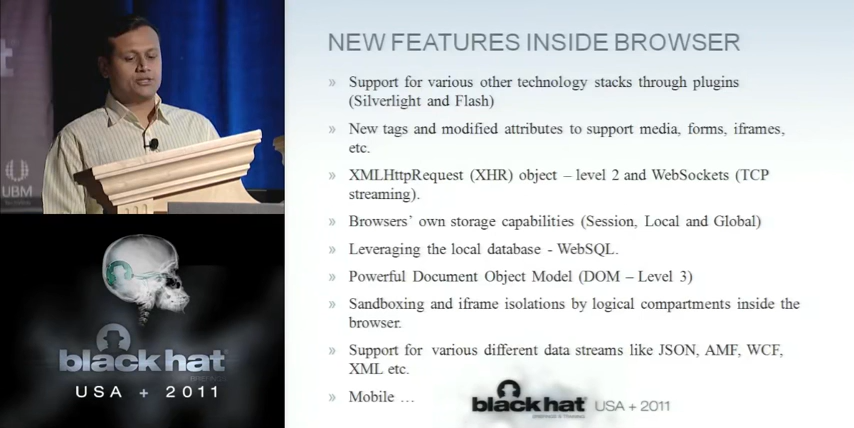 NEW FEATURES INSIDE BROWSER
» Support for various other technology stacks through plugins
(Silverlight and Flash)
» New tags and modified attributes to support media, forms, iframes,
etc.
» XMLHttpRequest (XHR) object – level 2 and WebSockets (TCP
streaming).
» Browsers' own storage capabilities (Session, Local and Global)
» Leveraging the local database - WebSQL.
» Powerful Document Object Model (DOM – Level 3)
» Sandboxing and iframe isolations by logical compartments inside the
browser.
» Support for various different data streams like JSON, AMF, WCF,
XML etc.
» Mobile …
black hat USA + 2011
UBM
black hat
USA + 2011